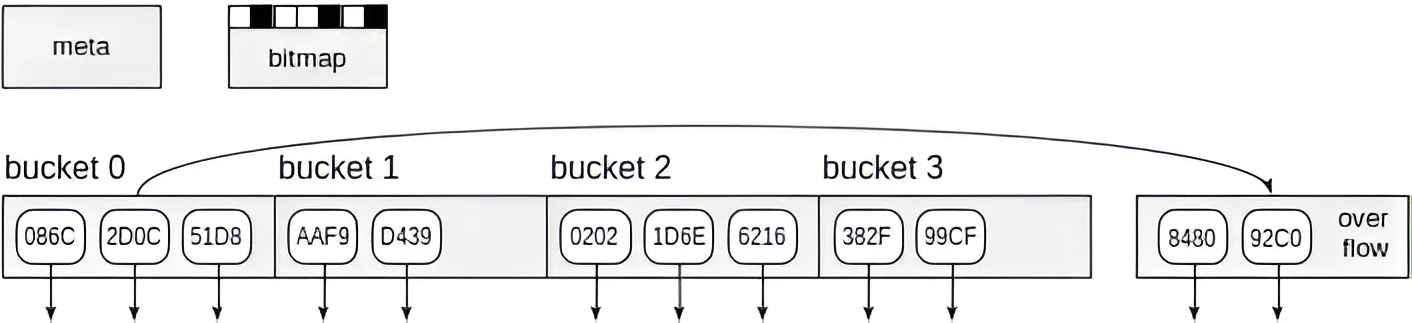 meta
bitmap
bucket 0
bucket 1
bucket 2
bucket 3
086C 2D0C 51D8 AAF9 D439 0202 1D6E 6216 382F 99CF 8480 92C0
over
flow